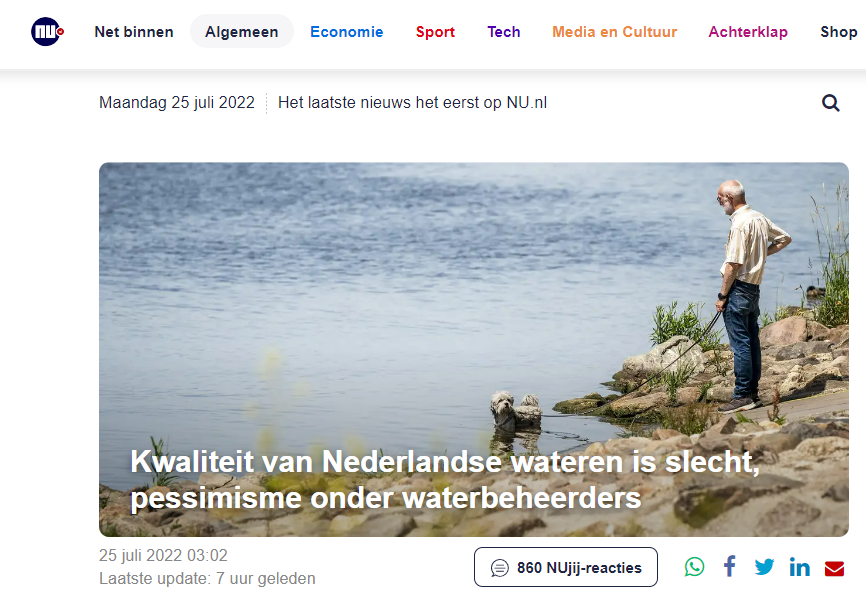 NU Net binnen Algemeen Economie Sport Tech Media en Cultuur Achterklap Shop
Maandag 25 juli 2022 Het laatste nieuws het eerst op NU.nl
Kwaliteit van Nederlandse wateren is slecht,
pessimisme onder waterbeheerders
25 juli 2022 03:02
Laatste update: 7 uur geleden
860 NUjij-reacties